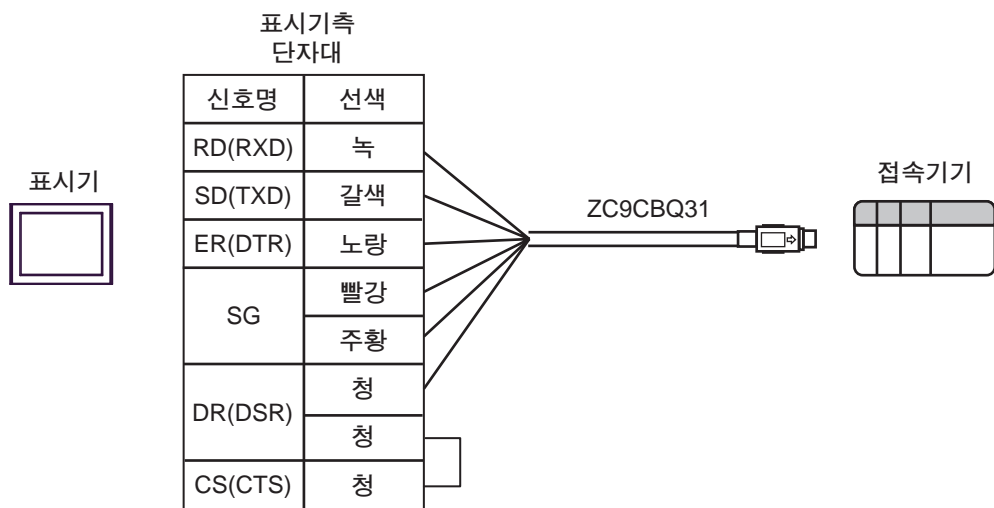 표시기측
단자대
신호명 선색
RD(RXD) 녹
SD(TXD) 갈색
ER(DTR) 노랑
SG 빨강
주황
DR(DSR) 청
청
CS(CTS) 청
표시기
ZC9CBQ31
접속기기